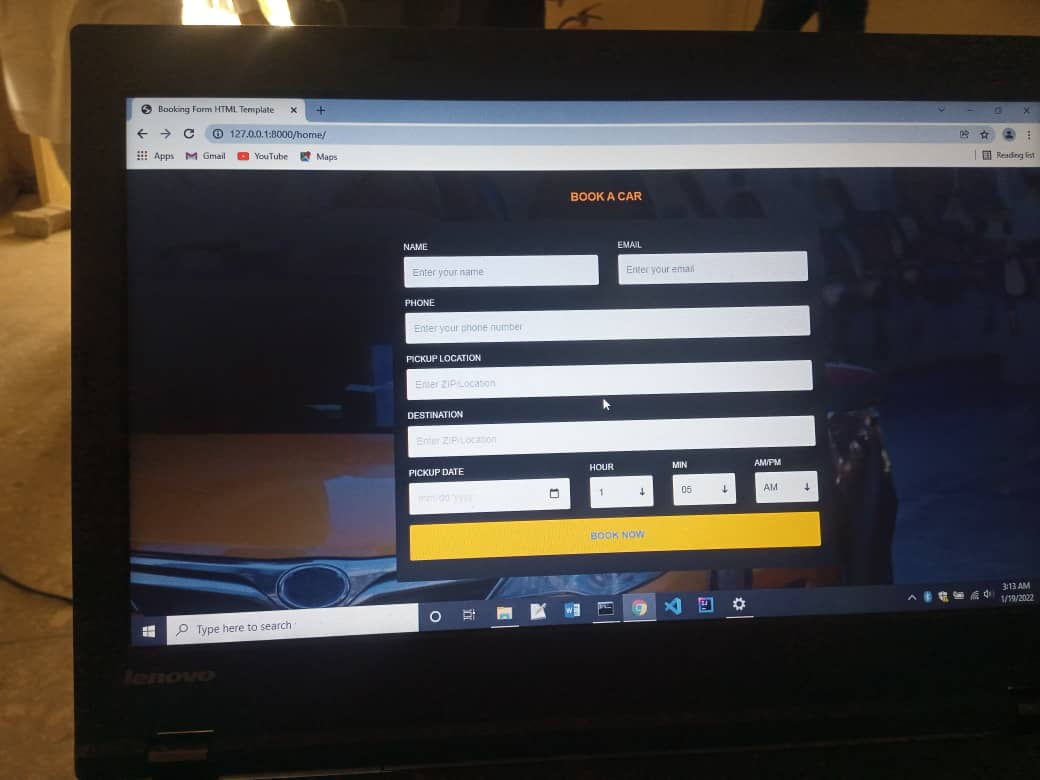 Booking Form HTML Template
127.0.0.1:8000/home/
Apps Gmail YouTube Maps Reading list
BOOK A CAR
NAME EMAIL
Enter your name Enter your email
PHONE
Enter your phone number
PICKUP LOCATION
Enter ZIP/Location
DESTINATION
Enter ZIP/Location
PICKUP DATE HOUR MIN AM/PM
mm/dd/yyyy 1 05 AM
BOOK NOW
Type here to search
3:13 AM
1/19/2022
lenovo